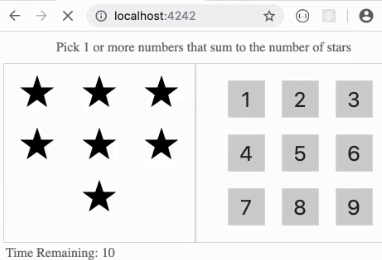 localhost:4242
Pick 1 or more numbers that sum to the number of stars
1 2 3
4 5 6
7 8 9
Time Remaining: 10